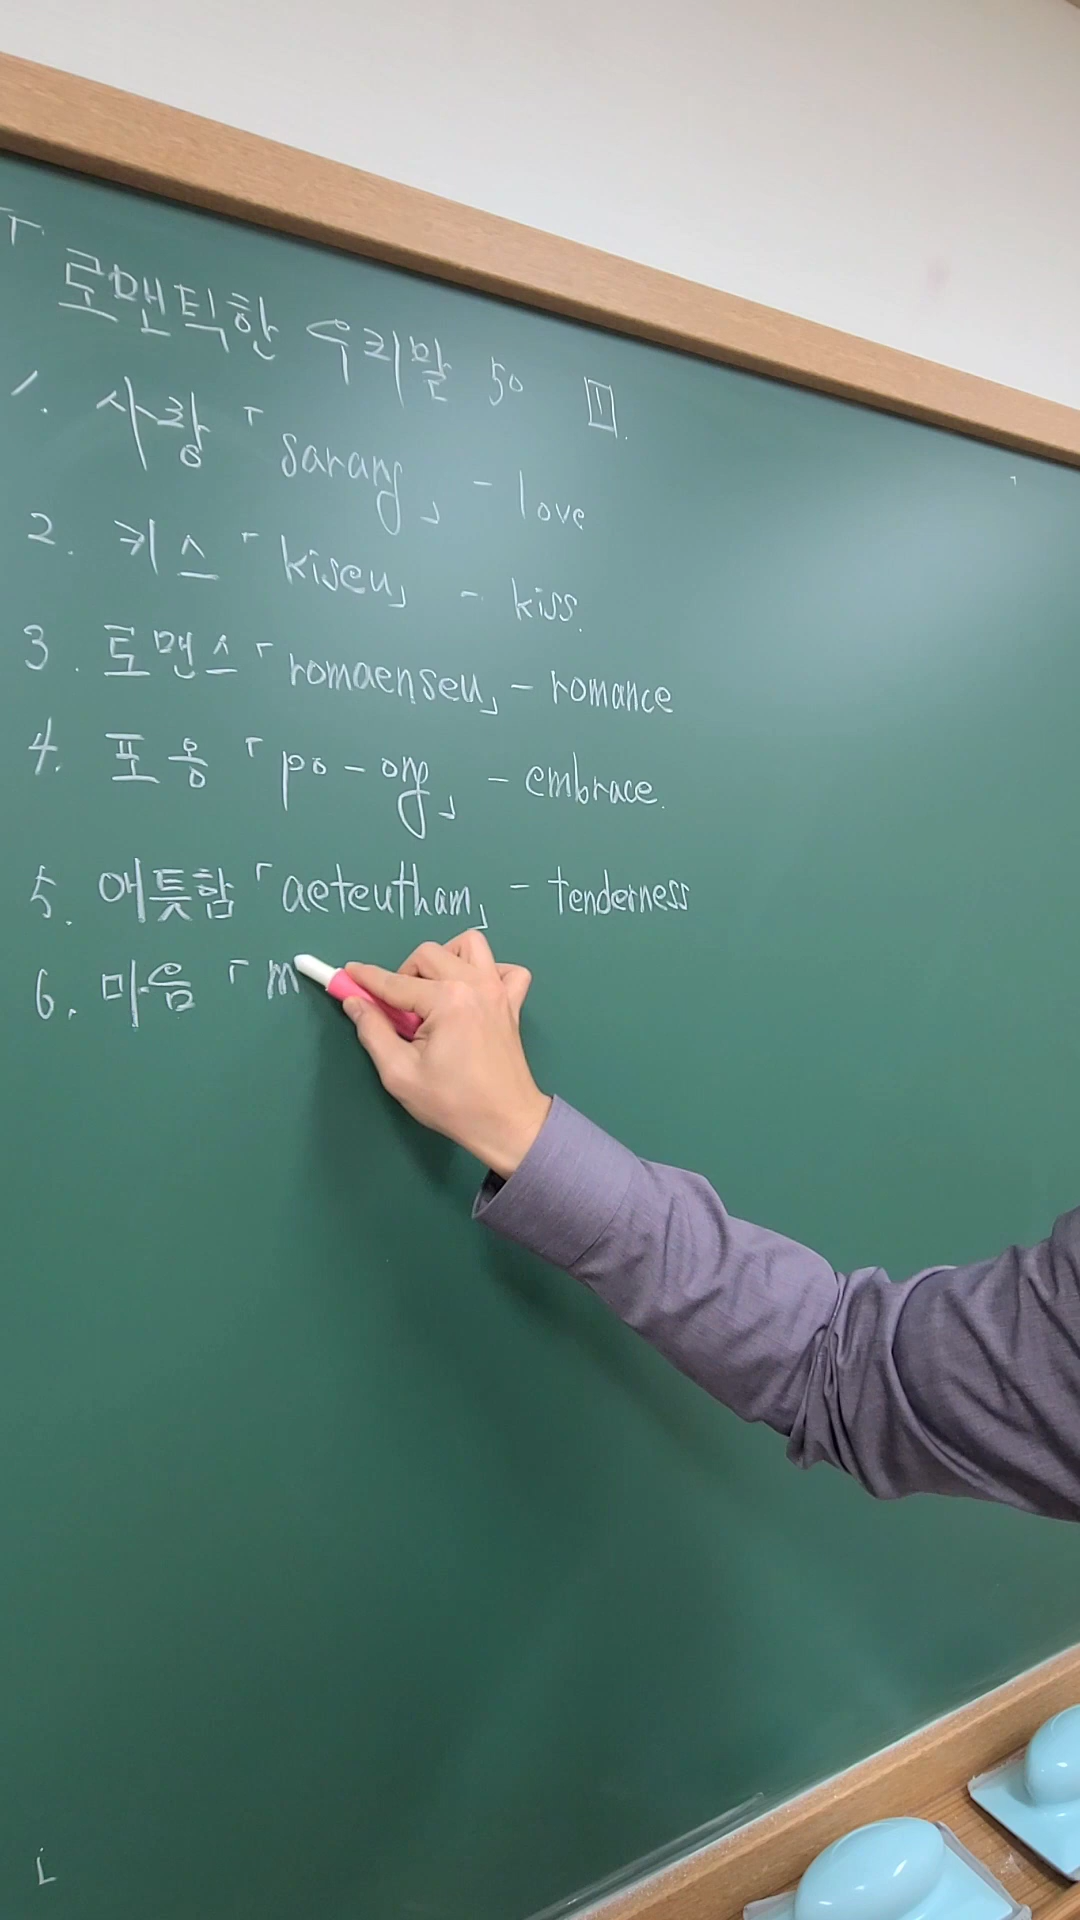 「로맨틱한 우리말 50 1.
1. 사랑 「sarang」 - love
2. 키스 「kiseu」 - kiss.
3. 로맨스 「romaenseu」 - romance
4. 포옹 「po-ong」 - embrace.
5. 애틋함 「aeteutham」 - tenderness
6. 마음 「m